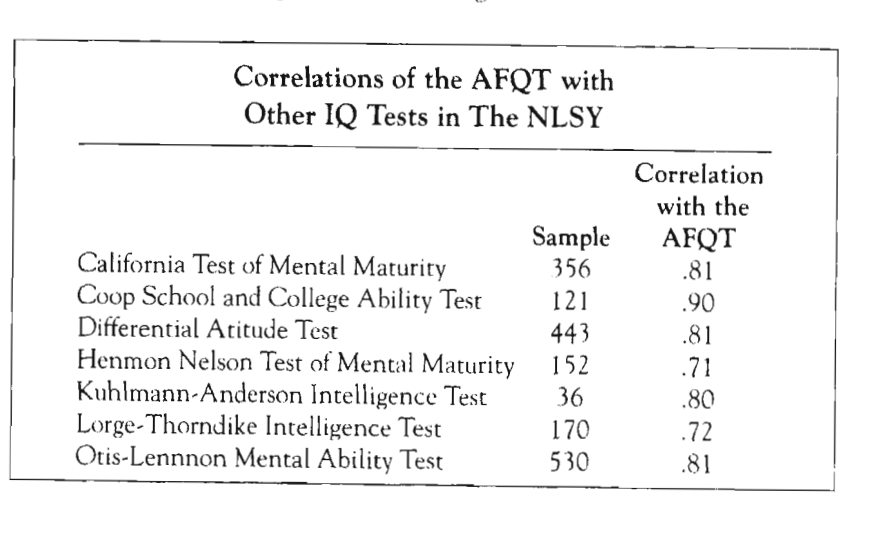 Correlations of the AFQT with
Other IQ Tests in The NLSY
Correlation
with the
Sample AFQT
California Test of Mental Maturity 356 .81
Coop School and College Ability Test 121 .90
Differential Atitude Test 443 .81
Henmon Nelson Test of Mental Maturity 152 .71
Kuhlmann-Anderson Intelligence Test 36 .80
Lorge-Thorndike Intelligence Test 170 .72
Otis-Lennnon Mental Ability Test 530 .81